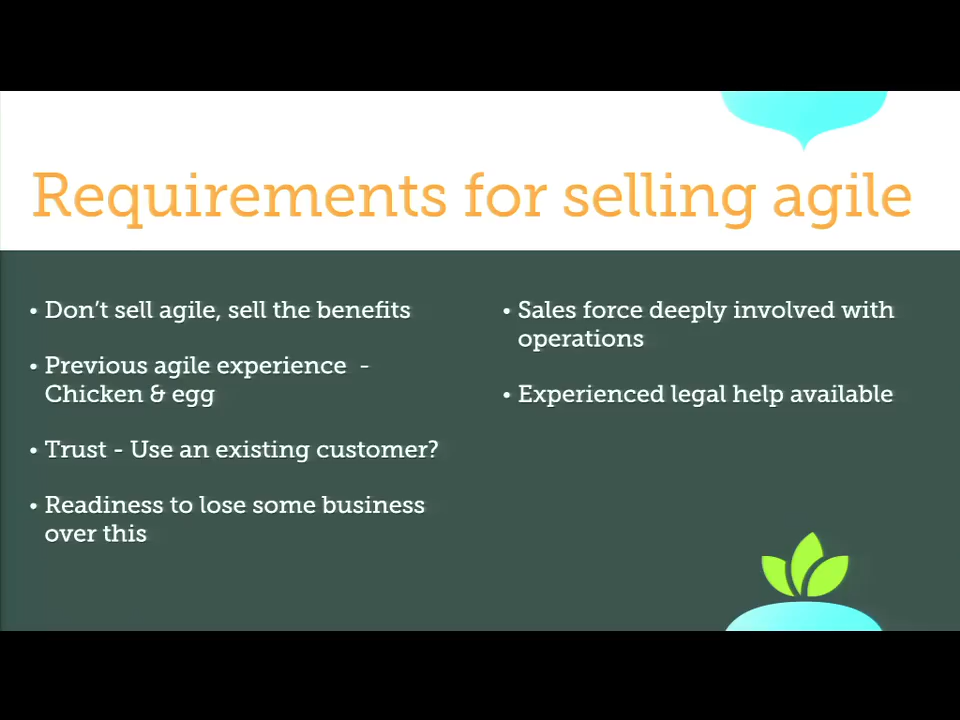 Requirements for selling agile
• Don’t sell agile, sell the benefits
• Previous agile experience  -
Chicken & egg
• Trust - Use an existing customer?
• Readiness to lose some business
over this
• Sales force deeply involved with
operations
• Experienced legal help available